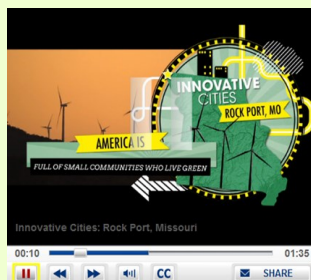 INNOVATIVE
CITIES
ROCK PORT, MO
AMERICA IS
FULL OF SMALL COMMUNITIES WHO LIVE GREEN
Innovative Cities: Rock Port, Missouri
00:10
01:35
CC
SHARE